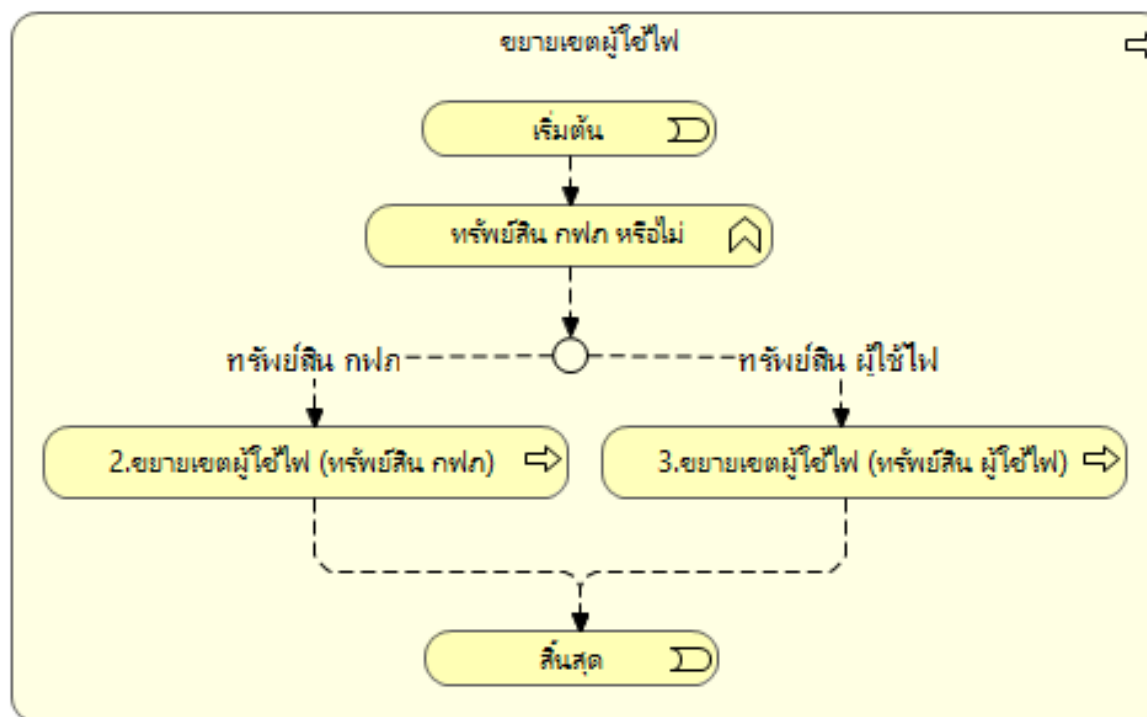 ขยายเขตผู้ใช้ไฟ
เริ่มต้น
ทรัพย์สิน กฟภ หรือไม่
ทรัพย์สิน กฟภ
ทรัพย์สิน ผู้ใช้ไฟ
2.ขยายเขตผู้ใช้ไฟ (ทรัพย์สิน กฟภ)
3.ขยายเขตผู้ใช้ไฟ (ทรัพย์สิน ผู้ใช้ไฟ)
สิ้นสุด